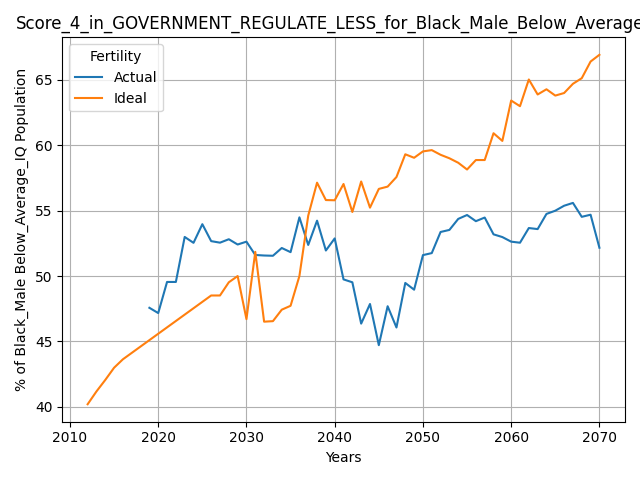 Score_4_in_GOVERNMENT_REGULATE_LESS_for_Black_Male_Below_Average
% of Black_Male Below_Average_IQ Population
Fertility
Actual
Ideal
65
60
55
50
45
40
2010 2020 2030 2040 2050 2060 2070
Years